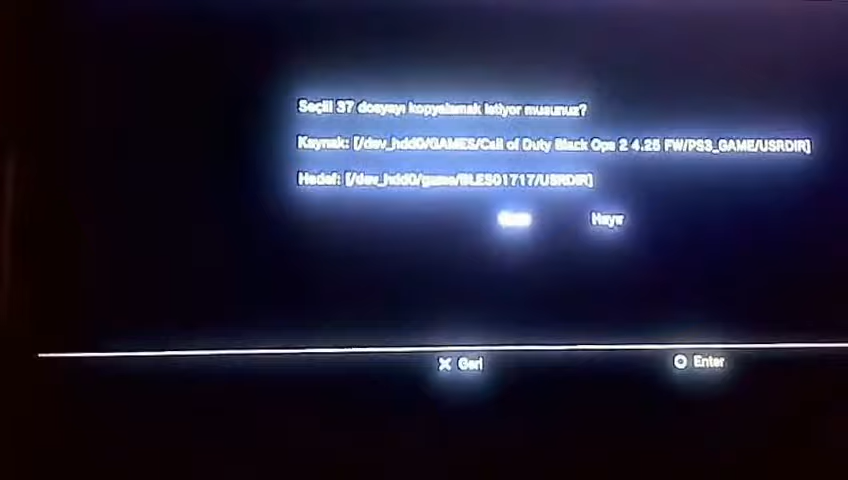 Seçili 37 dosyayı kopyalamak istiyor musunuz?
Kaynak: [/dev_hdd0/GAMES/Call of Duty Black Ops 2 4.25 FW/PS3_GAME/USRDIR]
Hedef: [/dev_hdd0/game/BLES01717/USRDIR]
Hayır
Geri
Enter